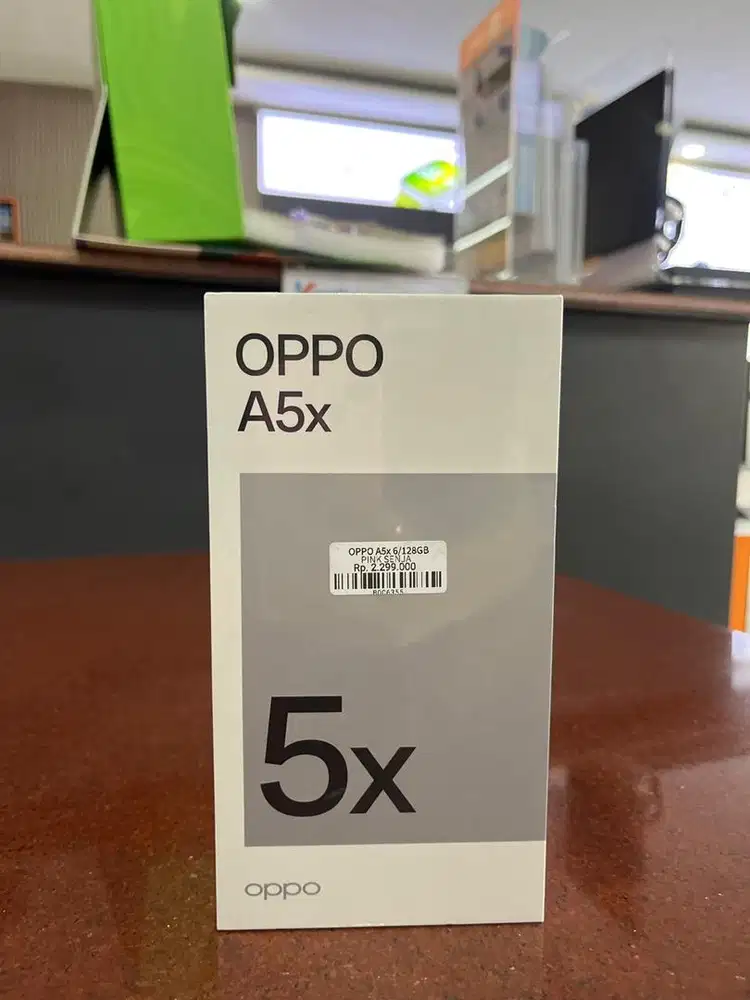 OPPO
A5x
OPPO A5x 6/128GB
PINK SENJA
Rp. 2.299.000
5x
oppo